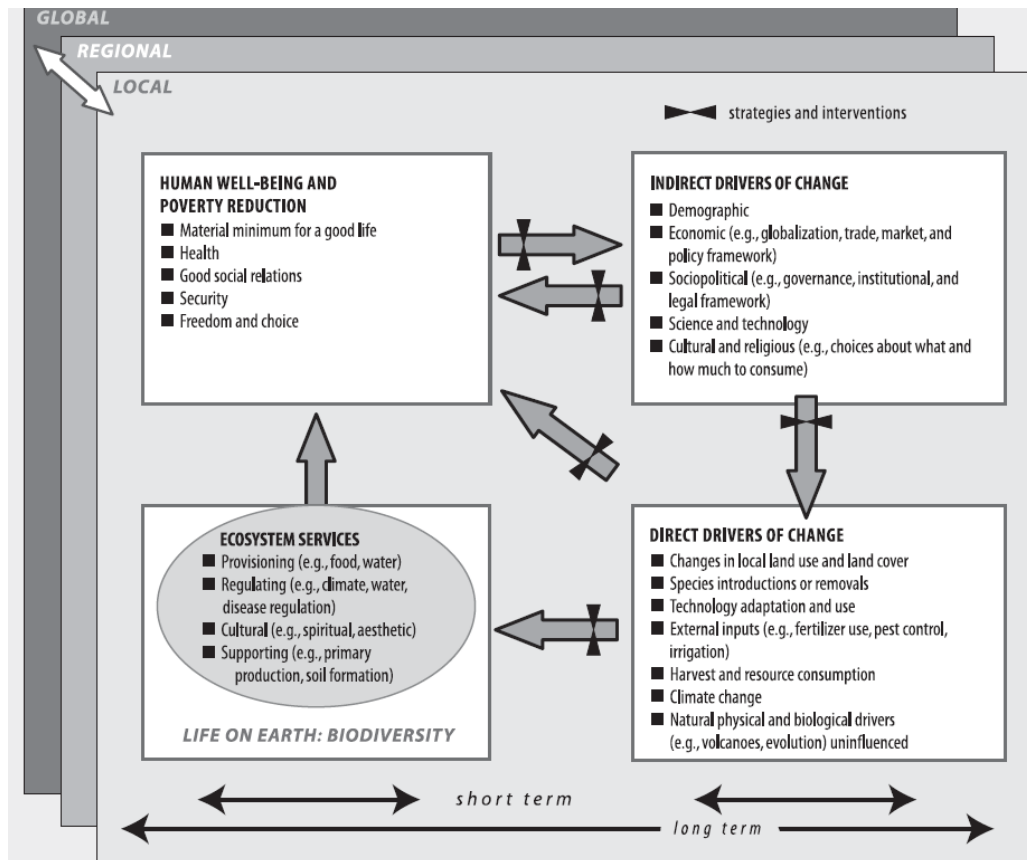 GLOBAL
REGIONAL
LOCAL
strategies and interventions
HUMAN WELL-BEING AND
POVERTY REDUCTION
■ Material minimum for a good life
■ Health
■ Good social relations
■ Security
■ Freedom and choice
INDIRECT DRIVERS OF CHANGE
■ Demographic
■ Economic (e.g., globalization, trade, market, and
policy framework)
■ Sociopolitical (e.g., governance, institutional, and
legal framework)
■ Science and technology
■ Cultural and religious (e.g., choices about what and
how much to consume)
ECOSYSTEM SERVICES
■ Provisioning (e.g., food, water)
■ Regulating (e.g., climate, water,
disease regulation)
■ Cultural (e.g., spiritual, aesthetic)
■ Supporting (e.g., primary
production, soil formation)
LIFE ON EARTH: BIODIVERSITY
DIRECT DRIVERS OF CHANGE
■ Changes in local land use and land cover
■ Species introductions or removals
■ Technology adaptation and use
■ External inputs (e.g., fertilizer use, pest control,
irrigation)
■ Harvest and resource consumption
■ Climate change
■ Natural physical and biological drivers
(e.g., volcanoes, evolution) uninfluenced
short term
long term